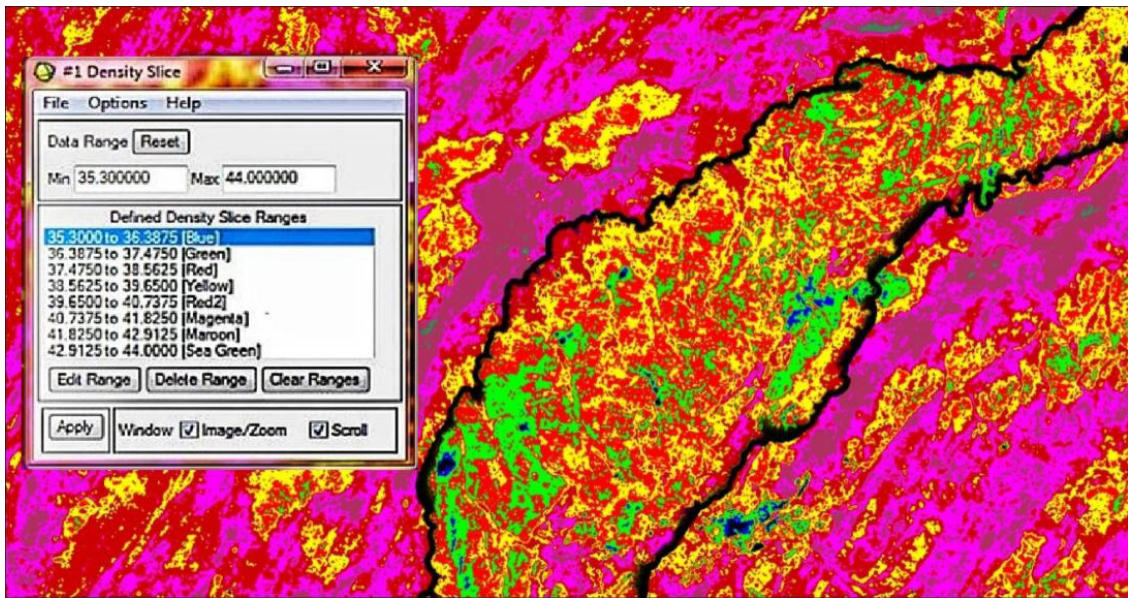 #1 Density Slice
File Options Help
Data Range Reset
Min 35.300000 Max 44.000000
Defined Density Slice Ranges
35.3000 to 36.3875 [Blue]
36.3875 to 37.4750 [Green]
37.4750 to 38.5625 [Red]
38.5625 to 39.6500 [Yellow]
39.6500 to 40.7375 [Red2]
40.7375 to 41.8250 [Magenta]
41.8250 to 42.9125 [Maroon]
42.9125 to 44.0000 [Sea Green]
Edit Range Delete Range Clear Ranges
Apply Window Image/Zoom Scroll